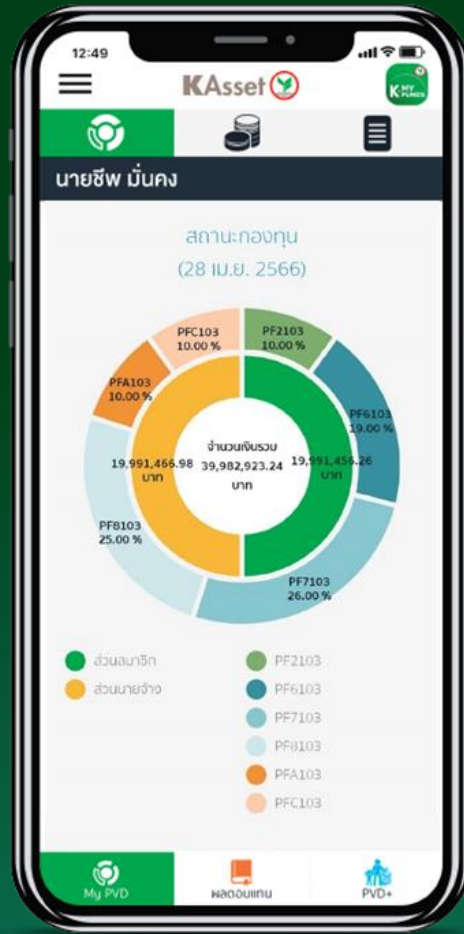 12:49
KAsset
K MY FUNDS
นายชีพ มั่นคง
สถานะกองทุน
(28 เม.ย. 2566)
PFC103
10.00 %
PF2103
10.00 %
PFA103
10.00 %
PF6103
19.00 %
จำนวนเงินรวม
39,982,923.24
บาท
19,991,466.98
บาท
19,991,456.26
บาท
PF8103
25.00 %
PF7103
26.00 %
ส่วนสมาชิก
ส่วนนายจ้าง
PF2103
PF6103
PF7103
PF8103
PFA103
PFC103
My PVD
ผลตอบแทน
PVD+